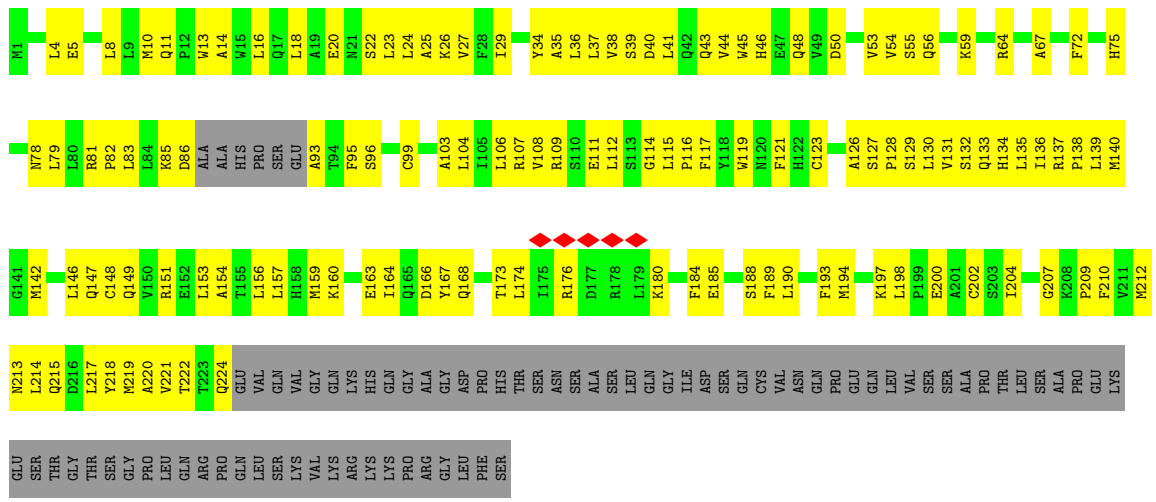 M1 L4 E5 L8 L9 M10 Q11 P12 W13 A14 W15 L16 Q17 L18 A19 E20 N21 S22 L23 L24 A25 K26 V27 F28 I29 Y34 A35 L36 L37 V38 S39 D40 L41 Q42 Q43 V44 W45 H46 E47 Q48 V49 D50 V53 V54 S55 Q56 K59 R64 A67 F72 H75
N78 L79 L80 R81 P82 L83 L84 K85 D86 ALA ALA HIS PRO SER GLU A93 T94 F95 S96 C99 A103 L104 I105 L106 R107 V108 R109 S110 E111 L112 S113 G114 L115 P116 F117 Y118 W119 N120 F121 H122 C123 A126 S127 P128 S129 L130 V131 S132 Q133 H134 L135 I136 R137 P138 L139 M140
G141 M142 L146 Q147 C148 Q149 V150 R151 E152 L153 A154 T155 L156 L157 H158 M159 K160 E163 I164 Q165 D166 Y167 Q168 T173 L174 I175 R176 D177 R178 L179 K180 F184 E185 S188 F189 L190 F193 M194 K197 L198 P199 E200 A201 C202 S203 I204 G207 K208 P209 F210 V211 M212
N213 L214 Q215 D216 L217 Y218 M219 A220 V221 T222 T223 Q224 GLU VAL GLN VAL GLY GLN LYS HIS GLN GLY ALA GLY ASP PRO HIS THR SER ASN SER ALA SER LEU GLN GLY ILE ASP SER GLN CYS VAL ASN GLN PRO GLU GLN LEU VAL SER SER ALA PRO THR LEU SER ALA PRO GLU LYS
GLU SER THR GLY THR SER GLY PRO LEU GLN ARG PRO GLN LEU SER LYS VAL LYS ARG LYS LYS PRO ARG GLY LEU PHE SER